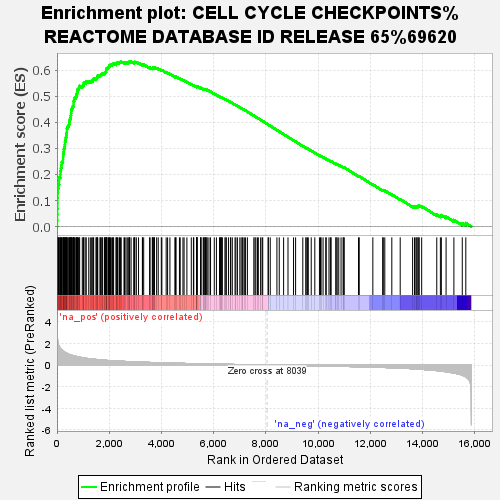 Enrichment plot: CELL CYCLE CHECKPOINTS%
REACTOME DATABASE ID RELEASE 65%69620
Enrichment score (ES)
0.6
0.5
0.4
0.3
0.2
0.1
0.0
'na_pos' (positively correlated)
Ranked list metric (PreRanked)
4
2
0
-2
-4
-6
Zero cross at 8039
'na_neg' (negatively correlated)
0
2,000
4,000
6,000
8,000
10,000
12,000
14,000
16,000
Rank in Ordered Dataset
Enrichment profile
Hits
Ranking metric scores